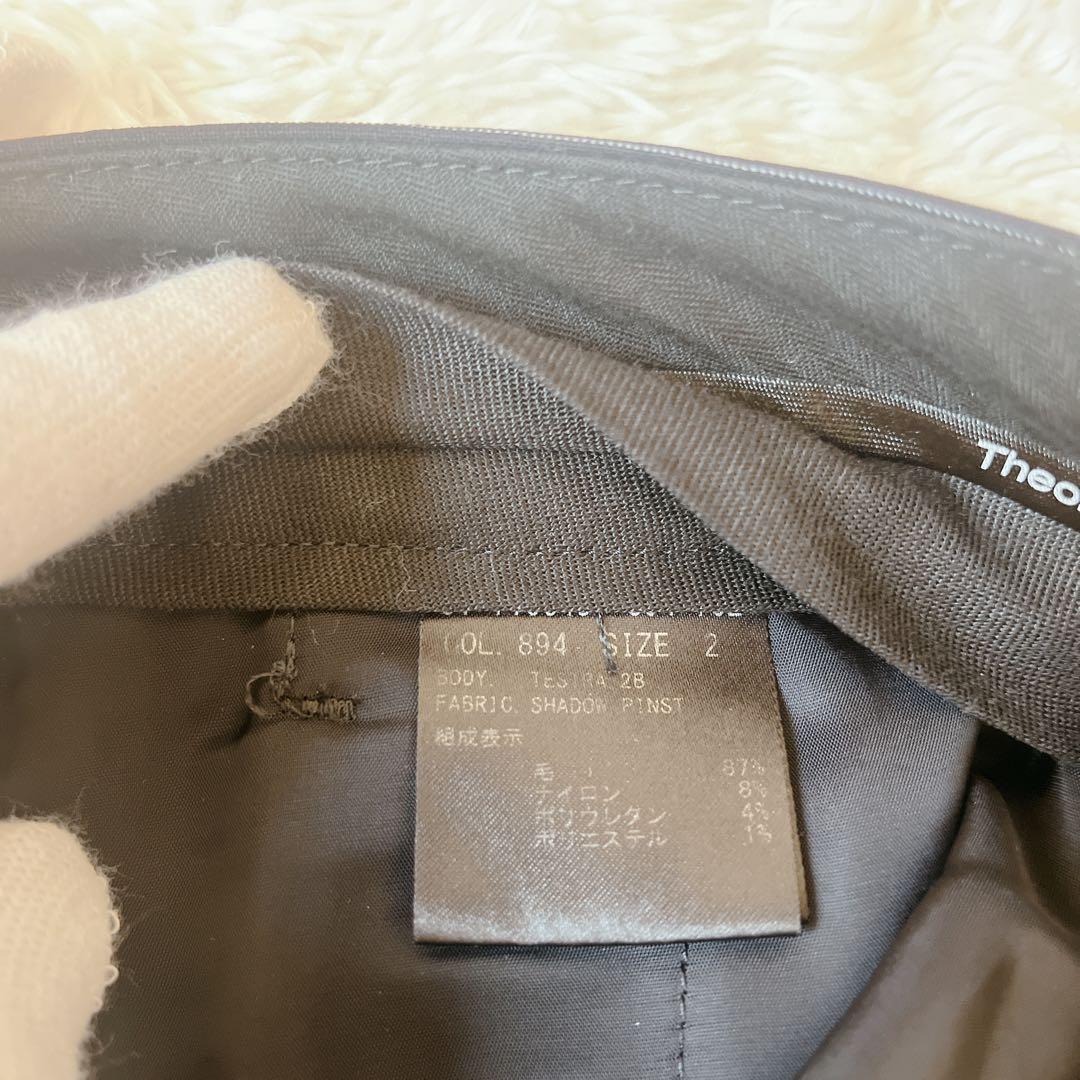 Theor
COL. 894 SIZE 2
BODY. TESTRA 2B
FABRIC. SHADOW PINST
組成表示
毛 87%
ナイロン 8%
ポリウレタン 4%
ポリエステル 1%